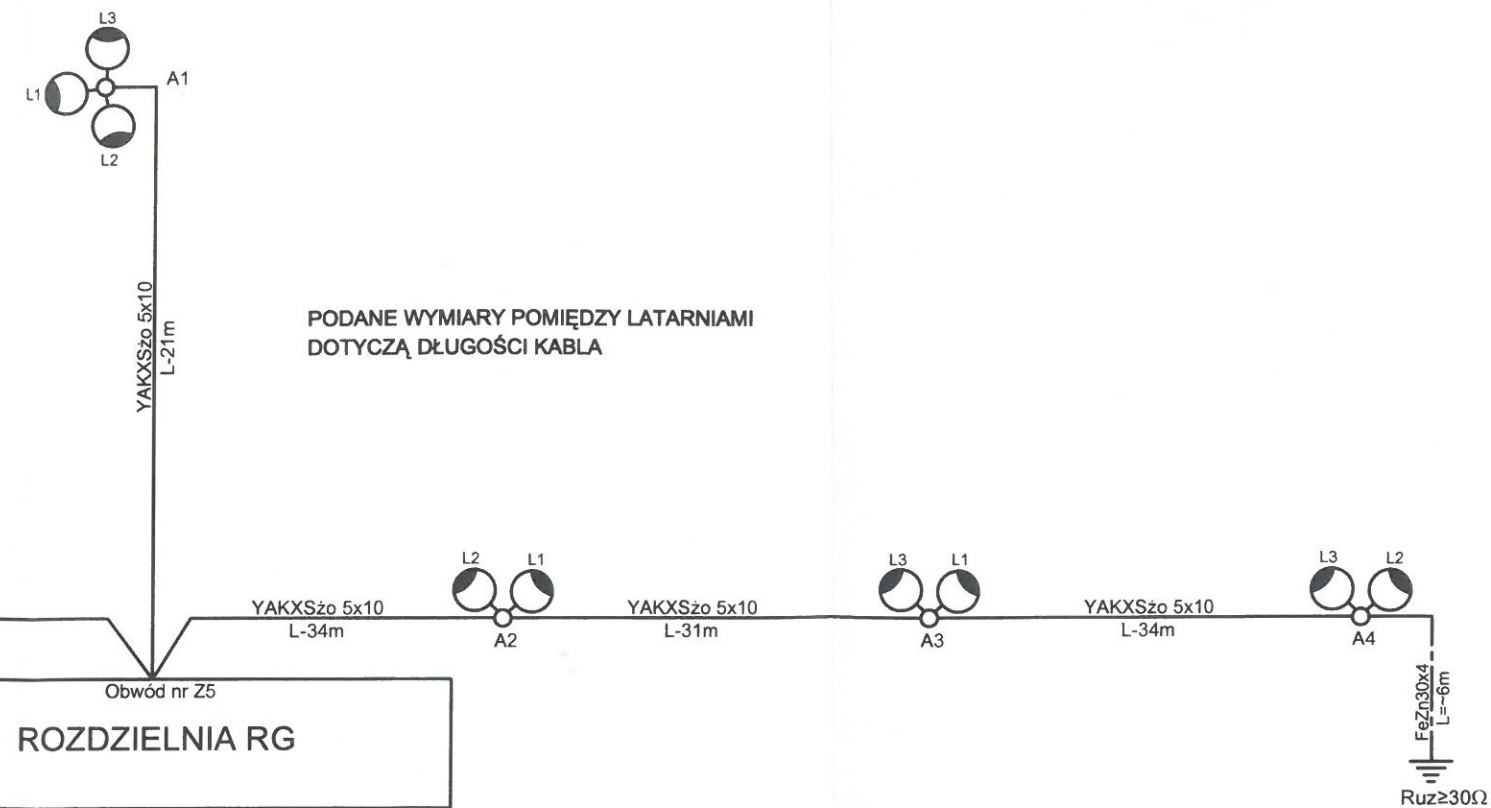 L3
A1
L1
L2
YAKXSżo 5x10
L-21m
PODANE WYMIARY POMIĘDZY LATARNIAMI
DOTYCZĄ DŁUGOŚCI KABLA
L2
L1
L3
L1
L3
L2
YAKXSżo 5x10
L-34m
A2
YAKXSżo 5x10
L-31m
A3
YAKXSżo 5x10
L-34m
A4
Obwód nr Z5
ROZDZIELNIA RG
FeZn30x4
L=~6m
Ruz≥30Ω